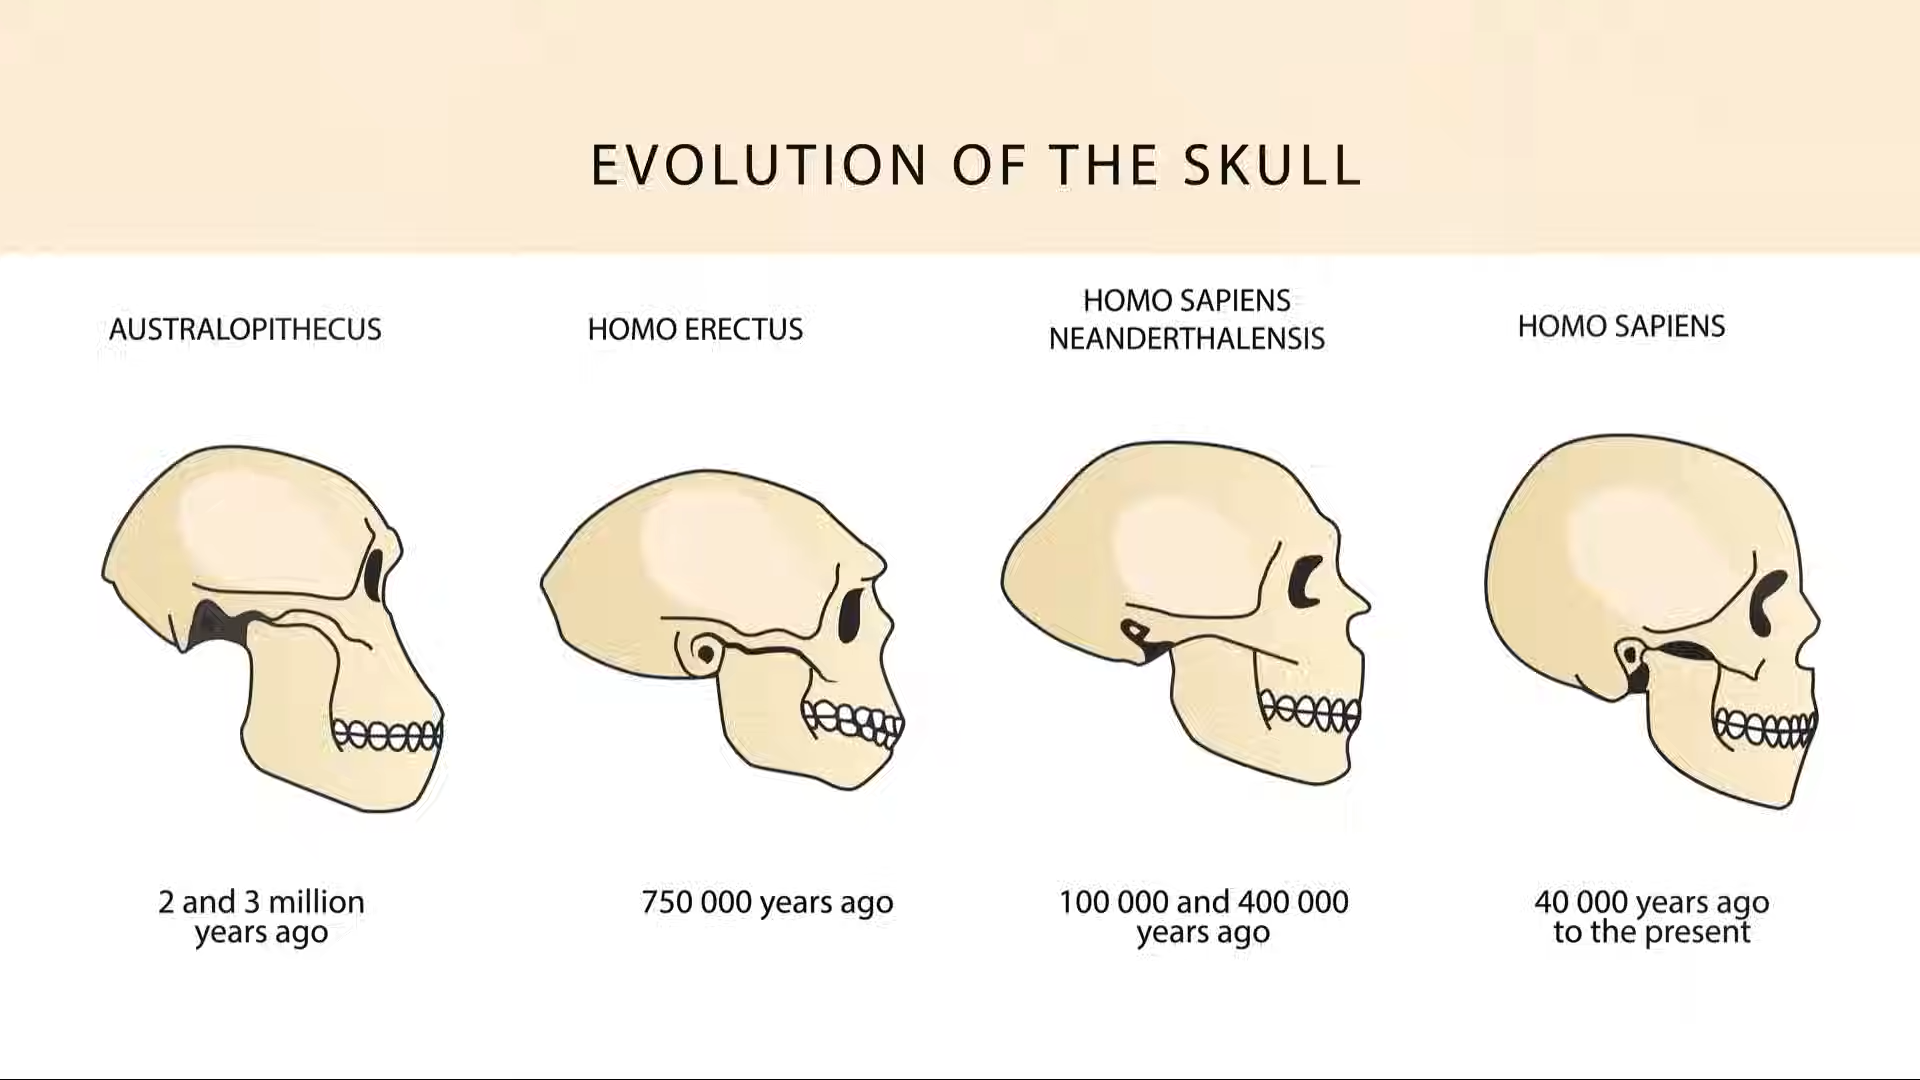 EVOLUTION OF THE SKULL
AUSTRALOPITHECUS
HOMO ERECTUS
HOMO SAPIENS
NEANDERTHALENSIS
HOMO SAPIENS
2 and 3 million
years ago
750 000 years ago
100 000 and 400 000
years ago
40 000 years ago
to the present